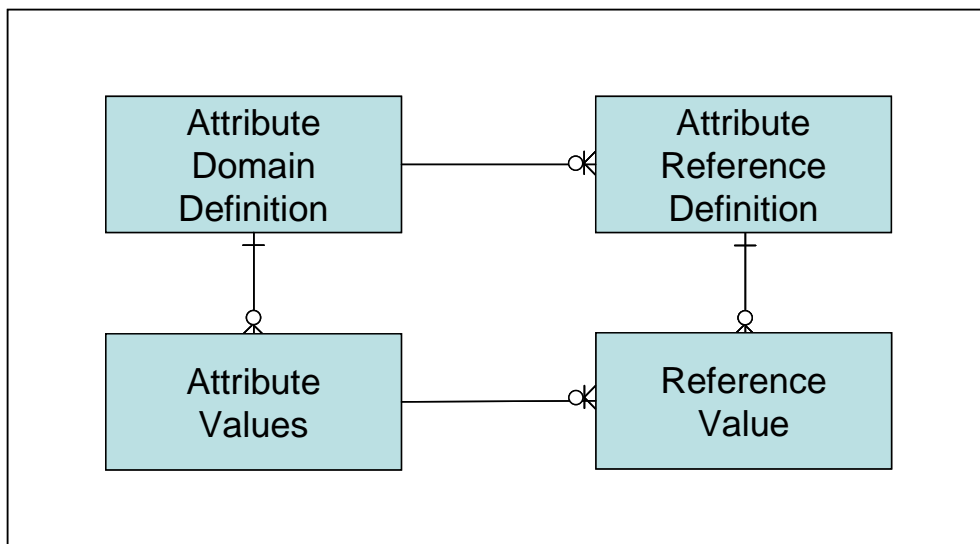 Attribute
Domain
Definition
Attribute
Reference
Definition
Attribute
Values
Reference
Value